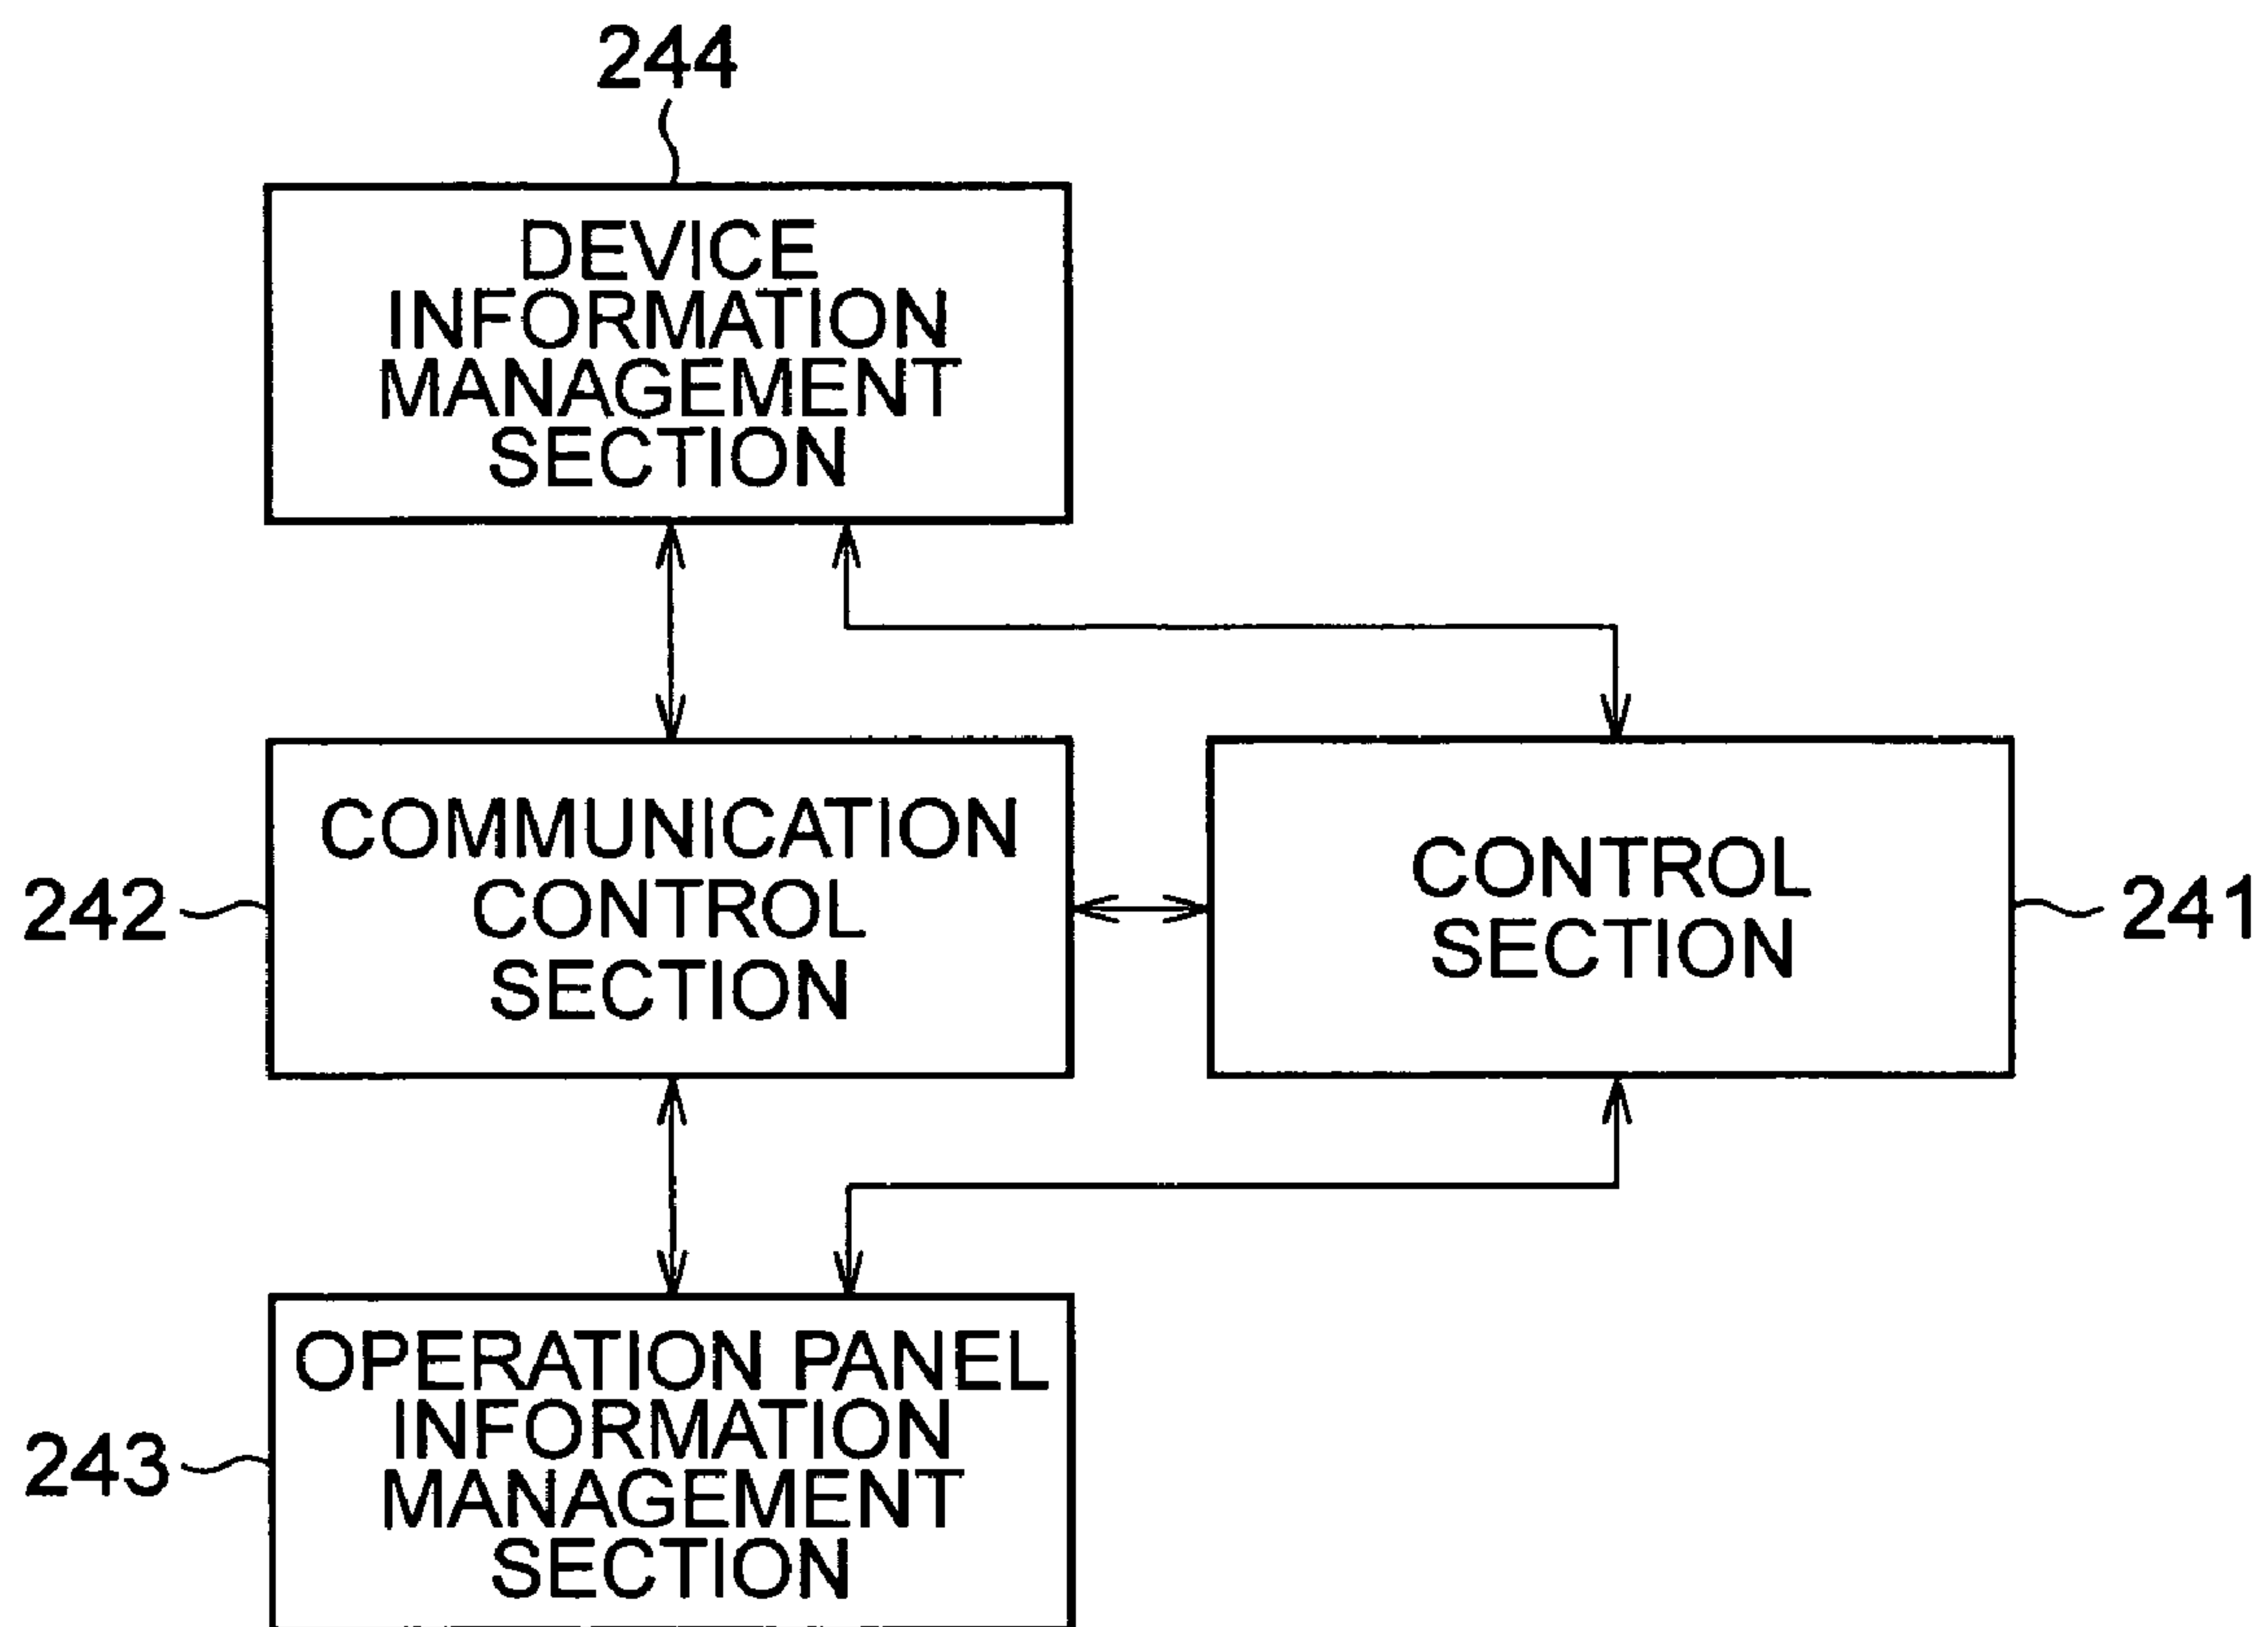 244
DEVICE
INFORMATION
MANAGEMENT
SECTION
242
COMMUNICATION
CONTROL
SECTION
CONTROL
SECTION
241
243
OPERATION PANEL
INFORMATION
MANAGEMENT
SECTION